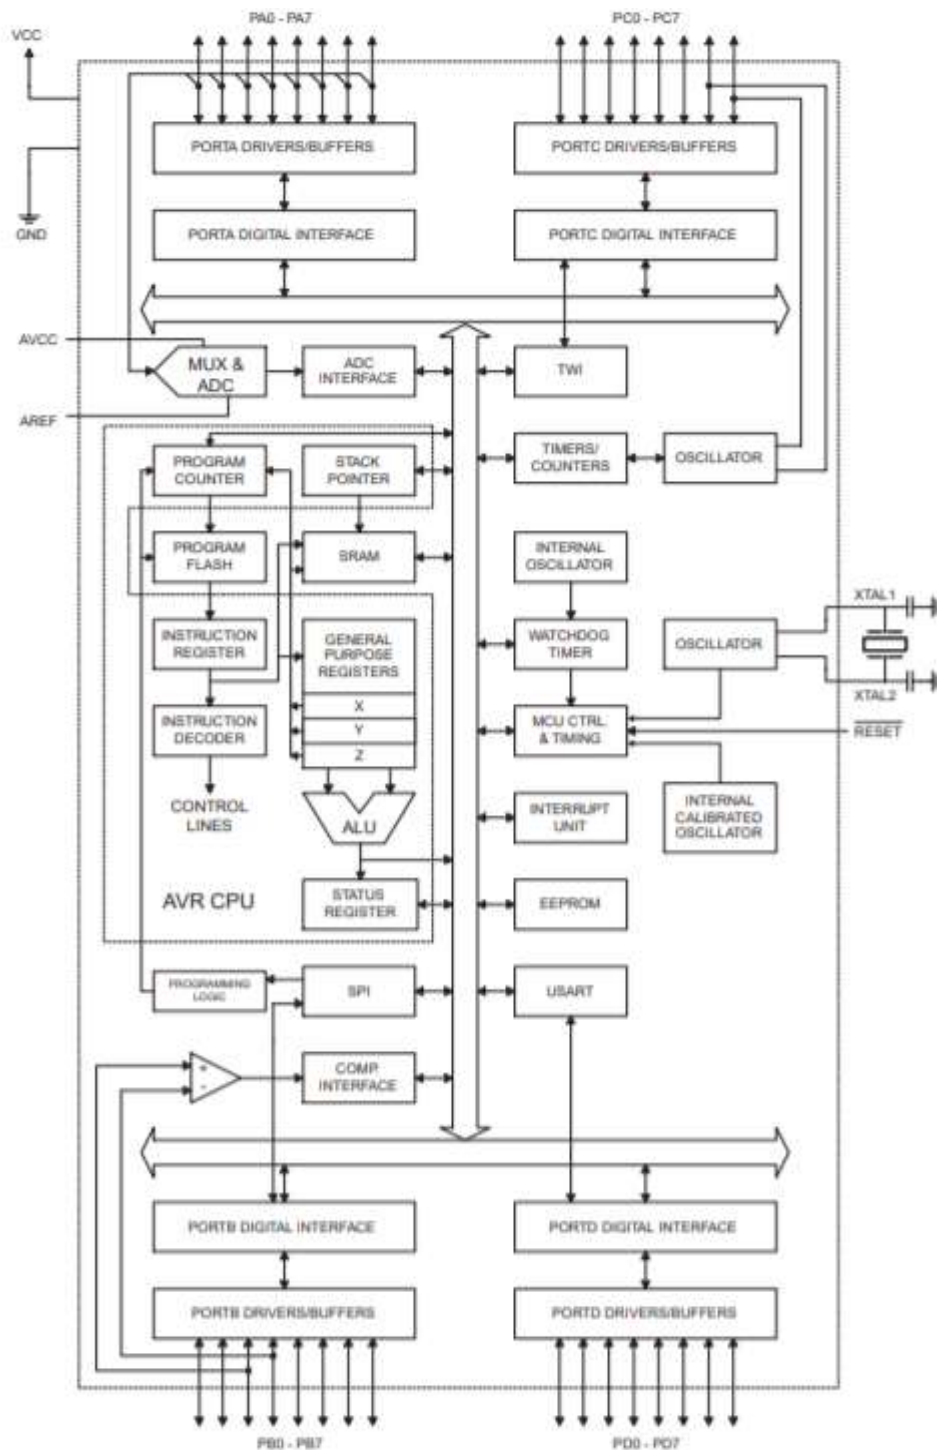 PA0 - PA7
PC0 - PC7
VCC
PORTA DRIVERS/BUFFERS
PORTC DRIVERS/BUFFERS
GND
PORTA DIGITAL INTERFACE
PORTC DIGITAL INTERFACE
AVCC
MUX &
ADC
ADC
INTERFACE
TWI
AREF
PROGRAM
COUNTER
STACK
POINTER
TIMERS/
COUNTERS
OSCILLATOR
PROGRAM
FLASH
SRAM
INTERNAL
OSCILLATOR
XTAL1
INSTRUCTION
REGISTER
GENERAL
PURPOSE
REGISTERS
WATCHDOG
TIMER
OSCILLATOR
XTAL2
X
INSTRUCTION
DECODER
Y
Z
MCU CTRL.
& TIMING
RESET
CONTROL
LINES
ALU
INTERRUPT
UNIT
INTERNAL
CALIBRATED
OSCILLATOR
AVR CPU
STATUS
REGISTER
EEPROM
PROGRAMMING
LOGIC
SPI
USART
+
-
COMP.
INTERFACE
PORTB DIGITAL INTERFACE
PORTD DIGITAL INTERFACE
PORTB DRIVERS/BUFFERS
PORTD DRIVERS/BUFFERS
PB0 - PB7
PD0 - PD7